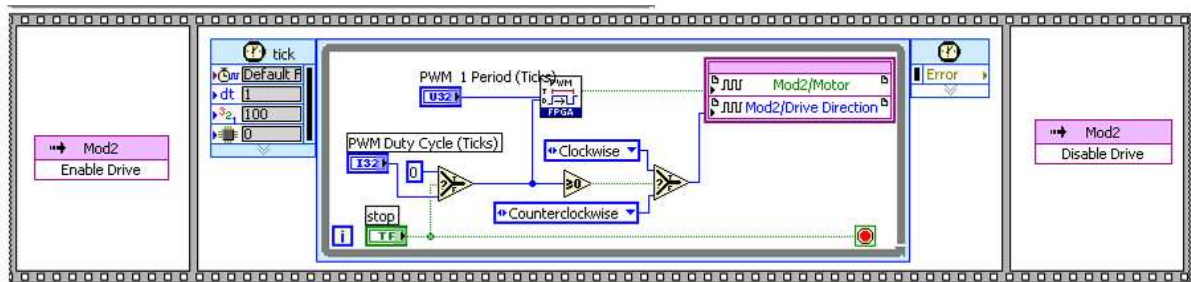 Mod2
Enable Drive
tick
Default F
dt 1
100
0
PWM 1 Period (Ticks)
U32
PWM
T
D
FPGA
PWM Duty Cycle (Ticks)
I32
0
?
Clockwise
≥0
?
Counterclockwise
stop
TF
i
Mod2/Motor
Mod2/Drive Direction
Error
Mod2
Disable Drive